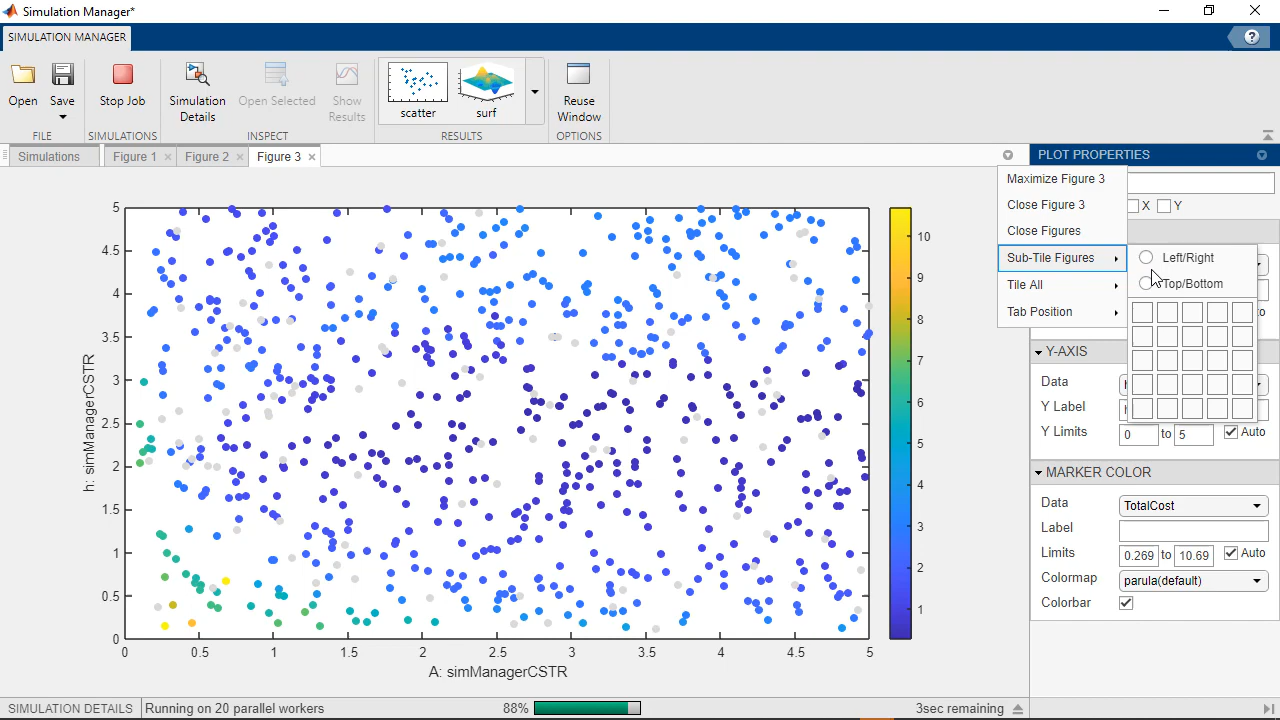 Simulation Manager*
SIMULATION MANAGER
?
Open
Save
Stop Job
Simulation Details
Open Selected
Show Results
scatter
surf
Reuse Window
FILE
SIMULATIONS
INSPECT
RESULTS
OPTIONS
Simulations
Figure 1
Figure 2
Figure 3
PLOT PROPERTIES
Maximize Figure 3
Close Figure 3
Close Figures
Sub-Tile Figures
Tile All
Tab Position
X
Y
Left/Right
Top/Bottom
Y-AXIS
Data
Y Label
Y Limits
0
to
5
Auto
MARKER COLOR
Data
TotalCost
Label
Limits
0.269
to
10.69
Auto
Colormap
parula(default)
Colorbar
5
4.5
4
3.5
3
2.5
2
1.5
1
0.5
0
h: simManagerCSTR
0
0.5
1
1.5
2
2.5
3
3.5
4
4.5
5
A: simManagerCSTR
10
9
8
7
6
5
4
3
2
1
SIMULATION DETAILS
Running on 20 parallel workers
88%
3sec remaining